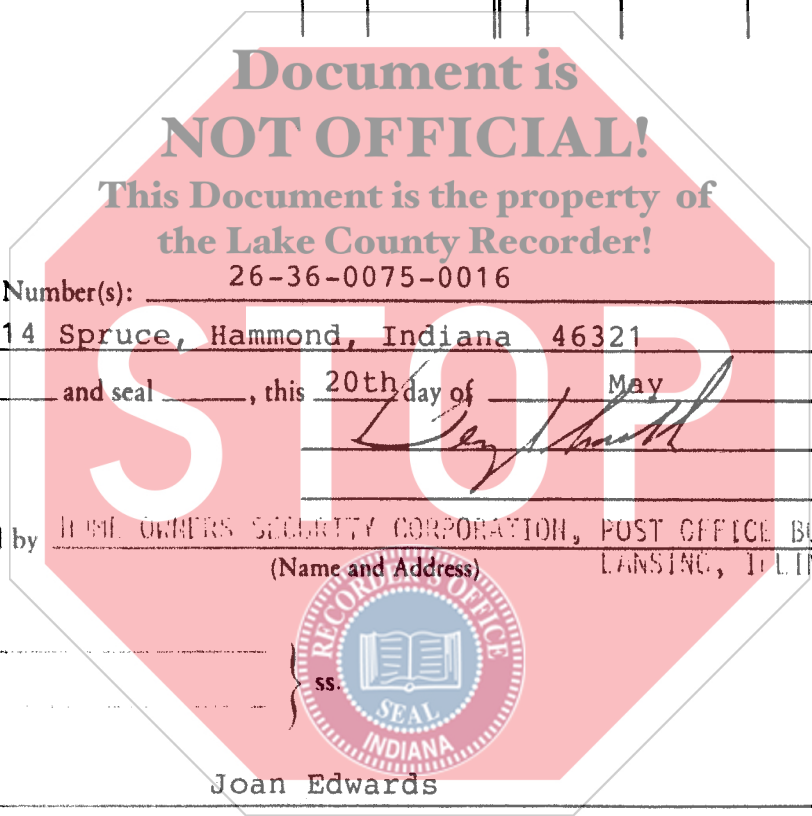 Document is
NOT OFFICIAL!
This Document is the property of
the Lake County Recorder!
Number(s): 26-36-0075-0016
14 Spruce, Hammond, Indiana 46321
and seal , this 20th day of May
STOP
by HOME OWNERS SECURITY CORPORATION, POST OFFICE
(Name and Address) LANSING,
RECORDER'S OFFICE
ss.
SEAL
INDIANA
Joan Edwards